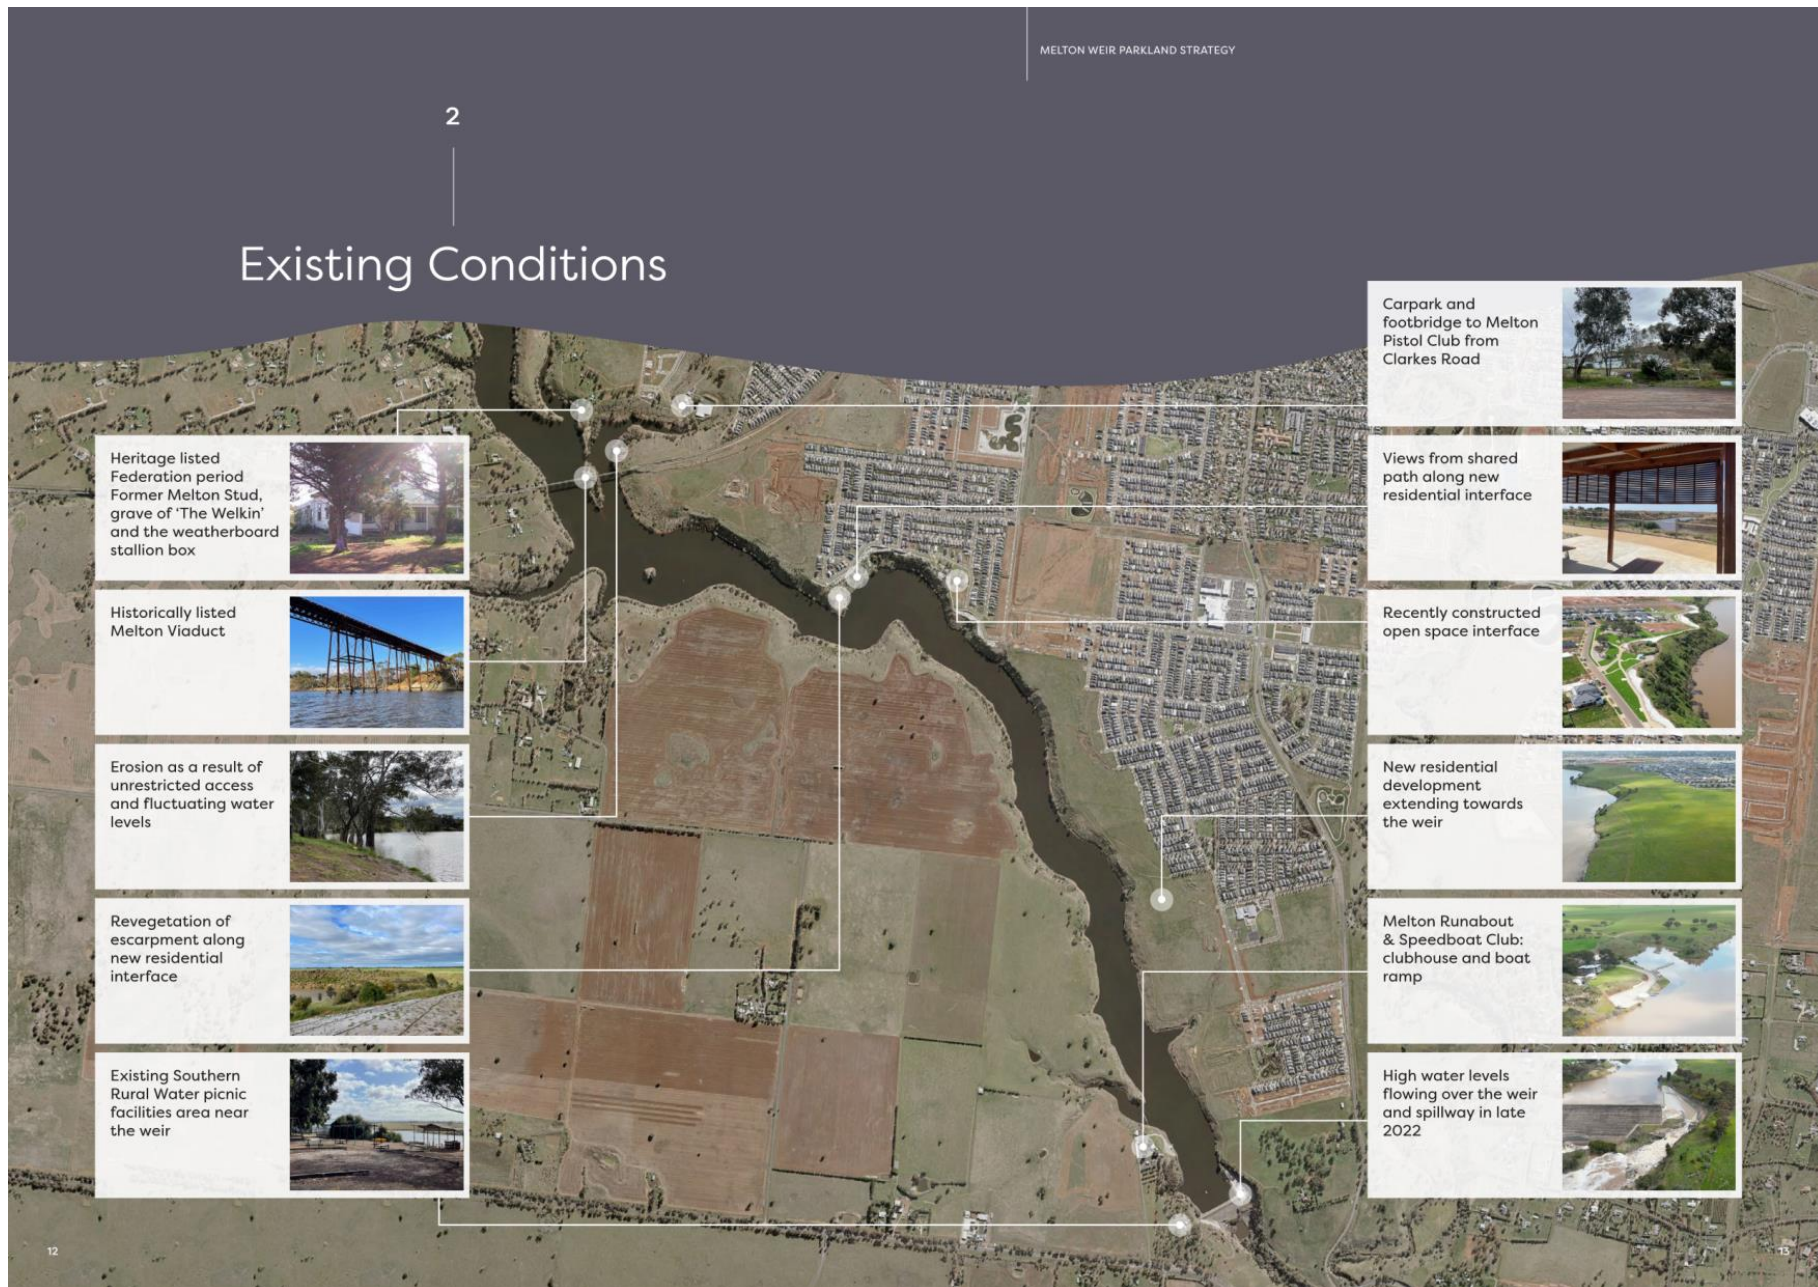 MELTON WEIR PARKLAND STRATEGY
2
Existing Conditions
Heritage listed
Federation period
Former Melton Stud,
grave of ‘The Welkin’
and the weatherboard
stallion box
Historically listed
Melton Viaduct
Erosion as a result of
unrestricted access
and fluctuating water
levels
Revegetation of
escarpment along
new residential
interface
Existing Southern
Rural Water picnic
facilities area near
the weir
Carpark and
footbridge to Melton
Pistol Club from
Clarkes Road
Views from shared
path along new
residential interface
Recently constructed
open space interface
New residential
development
extending towards
the weir
Melton Runabout
& Speedboat Club:
clubhouse and boat
ramp
High water levels
flowing over the weir
and spillway in late
2022
12
13